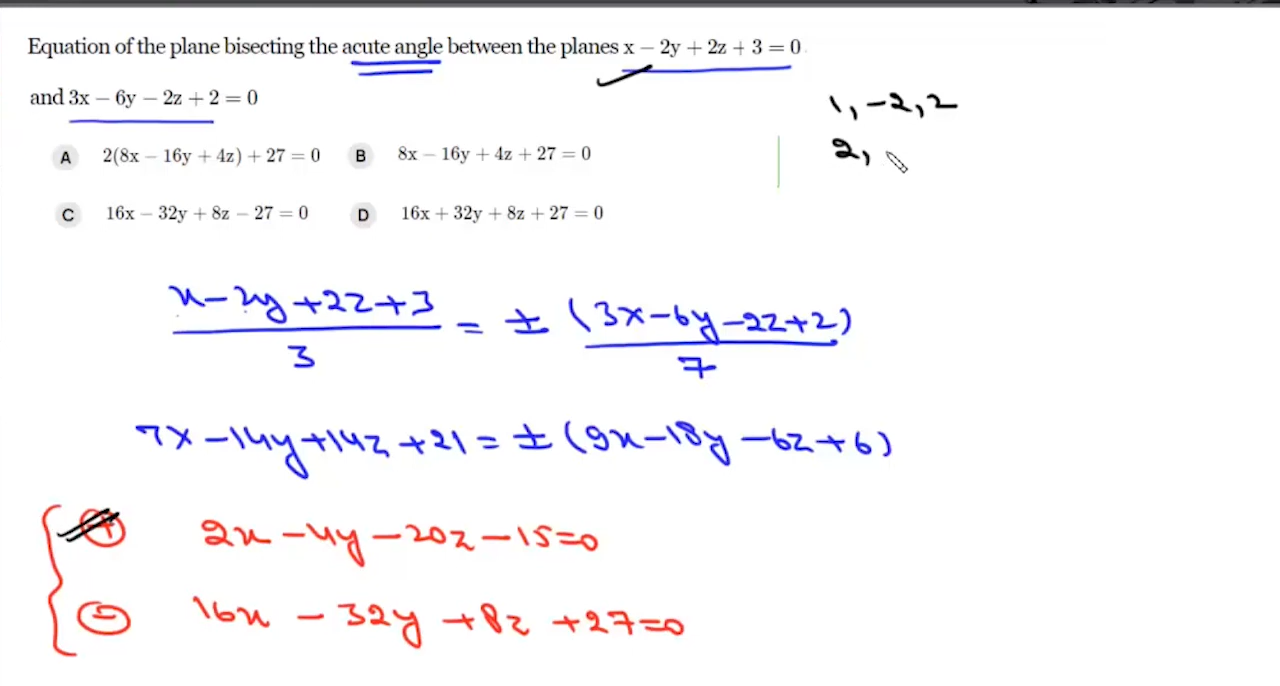 Equation of the plane bisecting the acute angle between the planes x − 2y + 2z + 3 = 0
and 3x − 6y − 2z + 2 = 0
A 2(8x − 16y + 4z) + 27 = 0 B 8x − 16y + 4z + 27 = 0
C 16x − 32y + 8z − 27 = 0 D 16x + 32y + 8z + 27 = 0
1, -2, 2
2,
x - 2y + 2z + 3 / 3 = ± (3x - 6y - 2z + 2) / 7
7x - 14y + 14z + 21 = ± (9x - 18y - 6z + 6)
+ 2x - 4y - 20z - 15 = 0
- 16x - 32y + 8z + 27 = 0